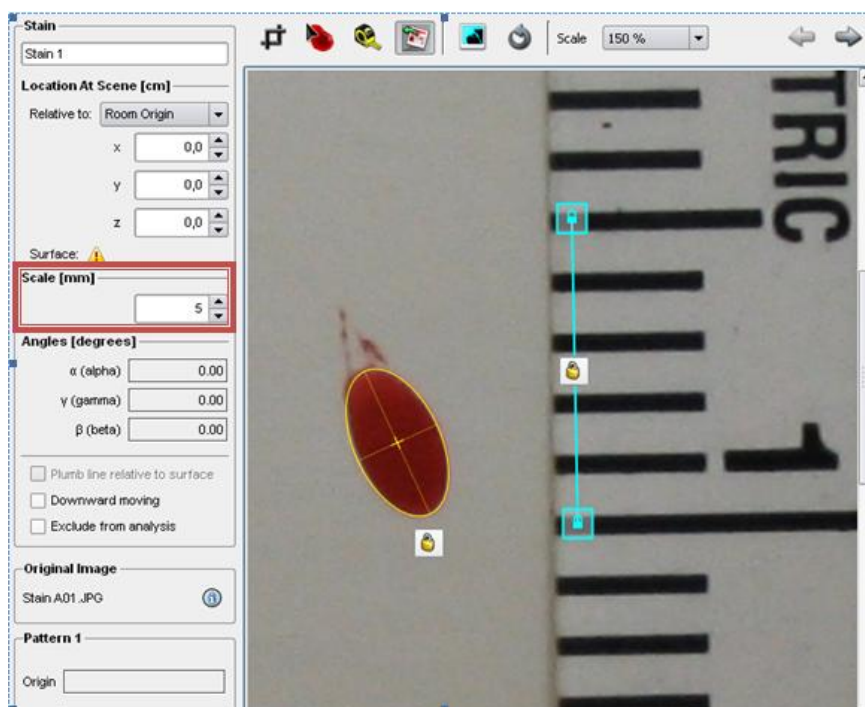 Stain
Stain 1
Location At Scene [cm]
Relative to: Room Origin
x 0,0
y 0,0
z 0,0
Surface:
Scale [mm]
5
Angles [degrees]
α (alpha) 0.00
γ (gamma) 0.00
β (beta) 0.00
Plumb line relative to surface
Downward moving
Exclude from analysis
Original Image
Stain A01.JPG
Pattern 1
Origin
Scale 150 %
TRIC
1